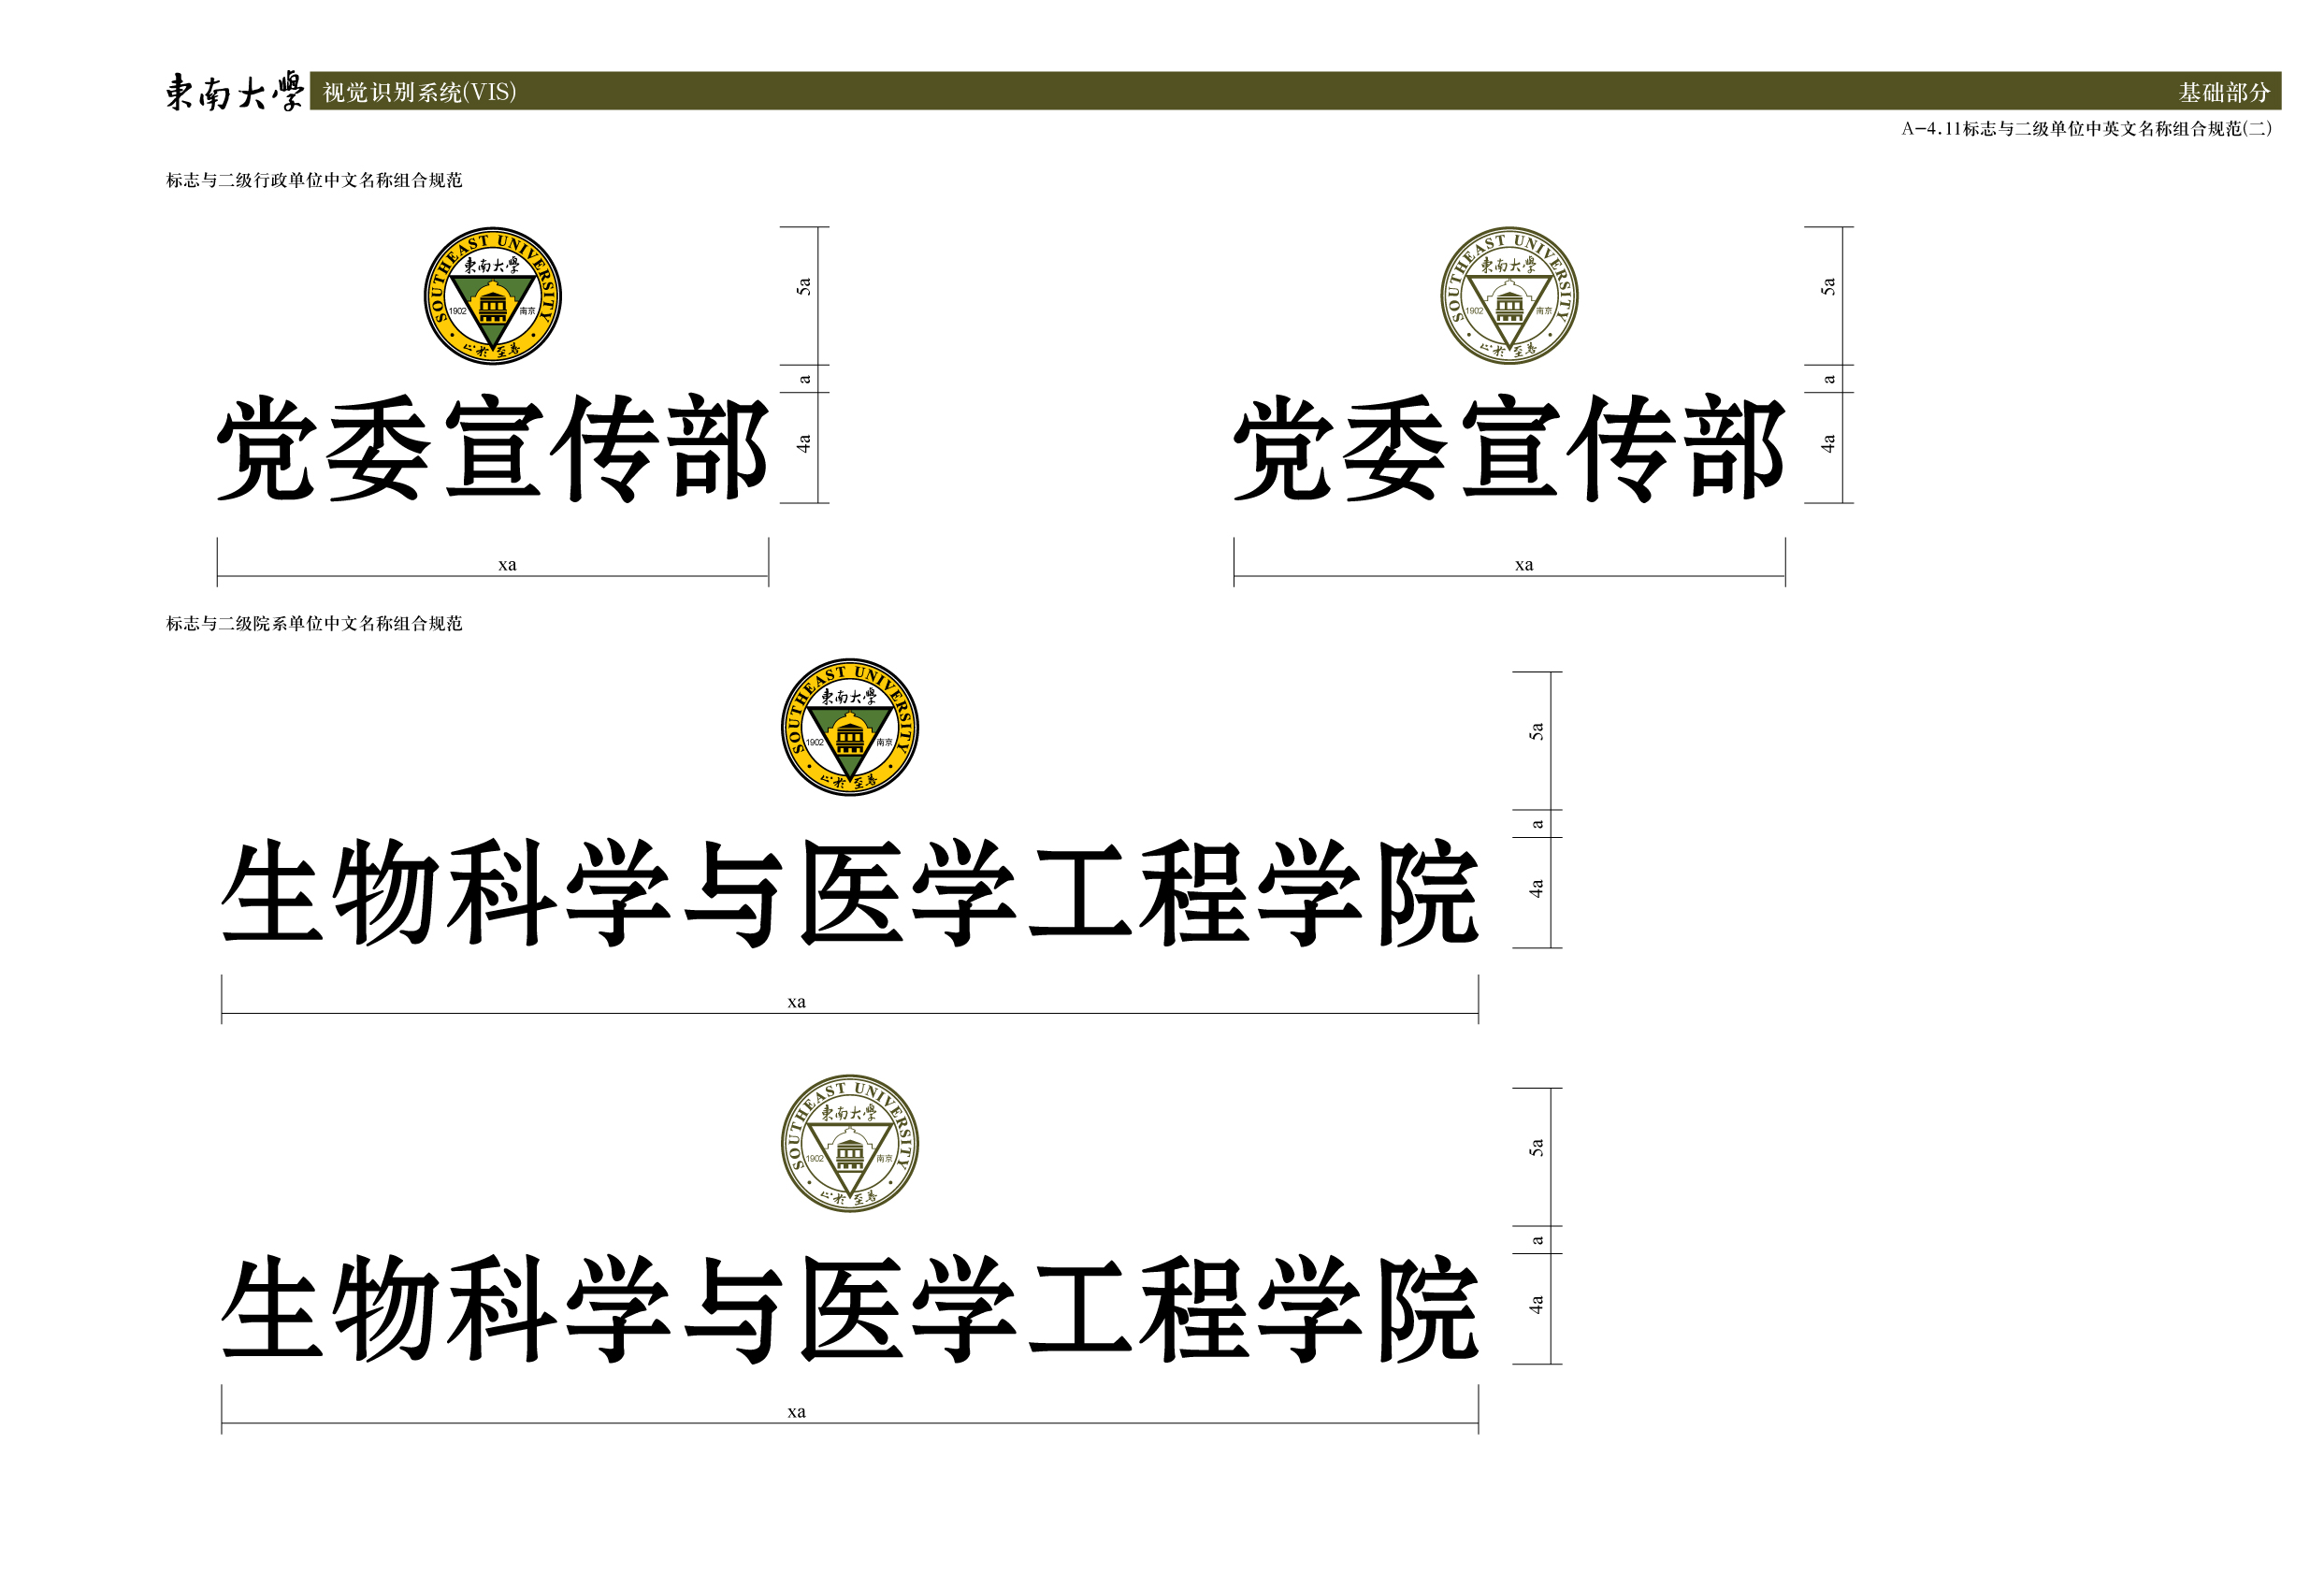 東南大學 视觉识别系统(VIS) 基础部分
A-4.11标志与二级单位中英文名称组合规范(二)
标志与二级行政单位中文名称组合规范
SOUTHEAST UNIVERSITY
東南大學
1902 南京
止於至善
5a
a
4a
党委宣传部
xa
SOUTHEAST UNIVERSITY
東南大學
1902 南京
止於至善
5a
a
4a
党委宣传部
xa
标志与二级院系单位中文名称组合规范
SOUTHEAST UNIVERSITY
東南大學
1902 南京
止於至善
5a
a
4a
生物科学与医学工程学院
xa
SOUTHEAST UNIVERSITY
東南大學
1902 南京
止於至善
5a
a
4a
生物科学与医学工程学院
xa